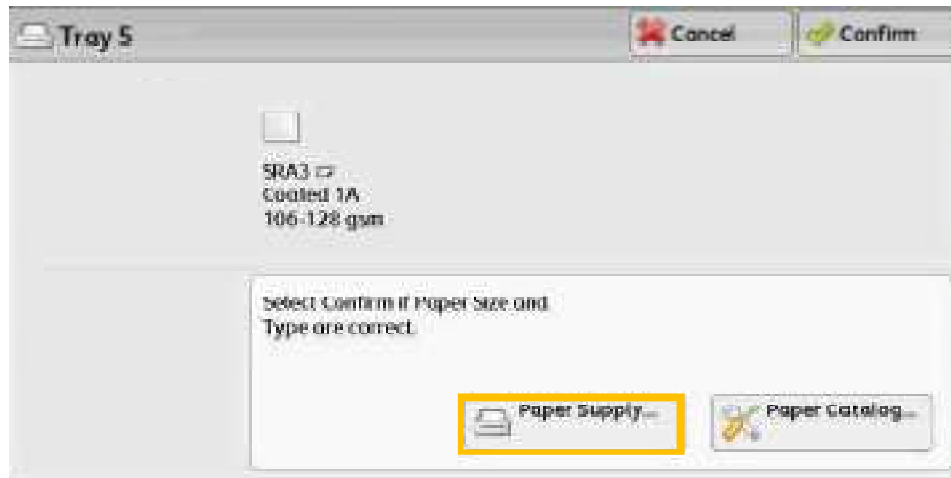 Tray 5
Cancel
Confirm
SRA3
Coated 1A
106-128 gsm
Select Confirm if Paper Size and
Type are correct.
Paper Supply...
Paper Catalog...